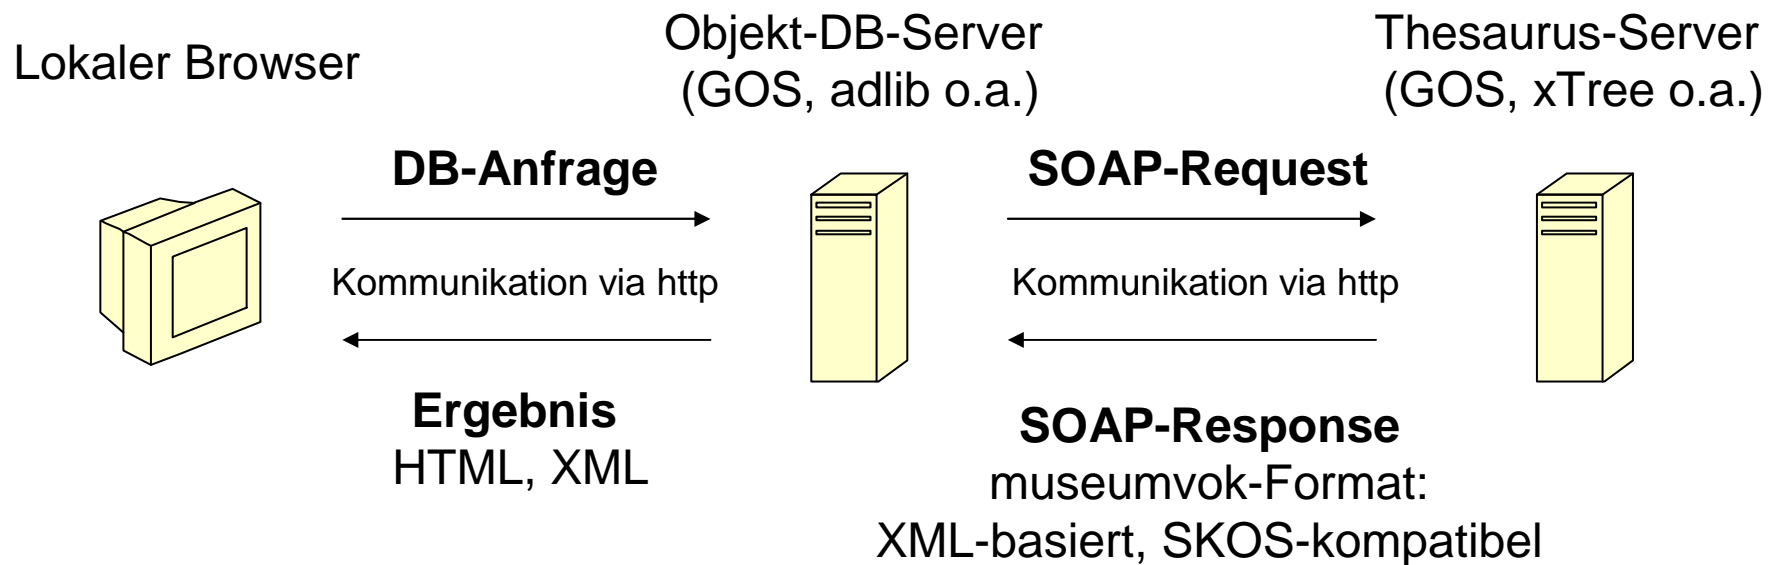 Lokaler Browser
Objekt-DB-Server
(GOS, adlib o.a.)
Thesaurus-Server
(GOS, xTree o.a.)
DB-Anfrage
SOAP-Request
Kommunikation via http
Kommunikation via http
Ergebnis
HTML, XML
SOAP-Response
museumvok-Format:
XML-basiert, SKOS-kompatibel